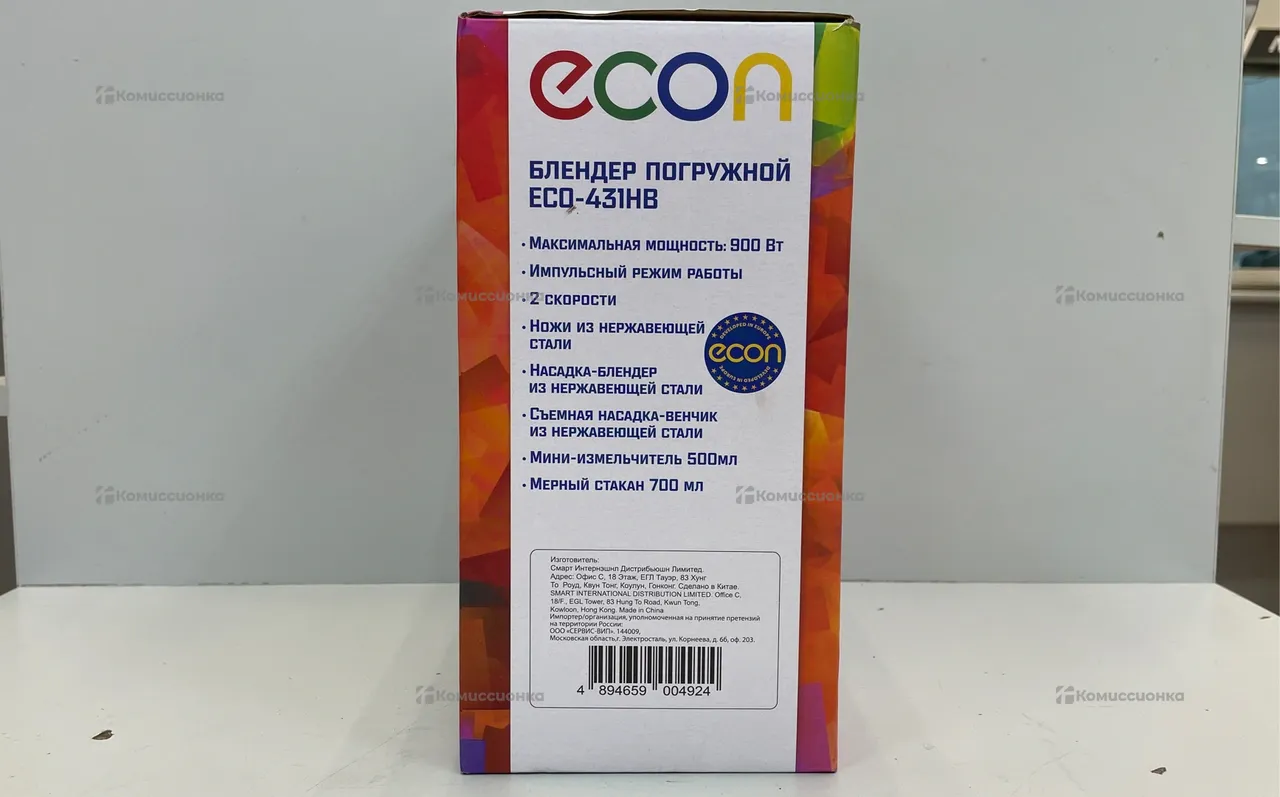 econ
БЛЕНДЕР ПОГРУЖНОЙ
ECO-431HB
• МАКСИМАЛЬНАЯ МОЩНОСТЬ: 900 ВТ
• ИМПУЛЬСНЫЙ РЕЖИМ РАБОТЫ
• 2 СКОРОСТИ
• НОЖИ ИЗ НЕРЖАВЕЮЩЕЙ
СТАЛИ
DEVELOPED IN EUROPE
econ
DEVELOPED IN EUROPE
• НАСАДКА-БЛЕНДЕР
ИЗ НЕРЖАВЕЮЩЕЙ СТАЛИ
• СЪЕМНАЯ НАСАДКА-ВЕНЧИК
ИЗ НЕРЖАВЕЮЩЕЙ СТАЛИ
• МИНИ-ИЗМЕЛЬЧИТЕЛЬ 500МЛ
• МЕРНЫЙ СТАКАН 700 МЛ
Изготовитель:
Смарт Интернэшнл Дистрибьюшн Лимитед.
Адрес: Офис С, 18 Этаж, ЕГЛ Тауэр, 83 Хунг
То Роуд, Квун Тонг, Коулун, Гонконг. Сделано в Китае.
SMART INTERNATIONAL DISTRIBUTION LIMITED. Office C,
18/F., EGL Tower, 83 Hung To Road, Kwun Tong,
Kowloon, Hong Kong. Made in China
Импортер/организация, уполномоченная на принятие претензий
на территории России:
ООО «СЕРВИС-ВИП». 144009,
Московская область,г. Электросталь, ул. Корнеева, д. 6б, оф. 203.
4 894659 004924
Комиссионка
Комиссионка
Комиссионка
Комиссионка
Комиссионка
Комиссионка
Комиссионка
Комиссионка